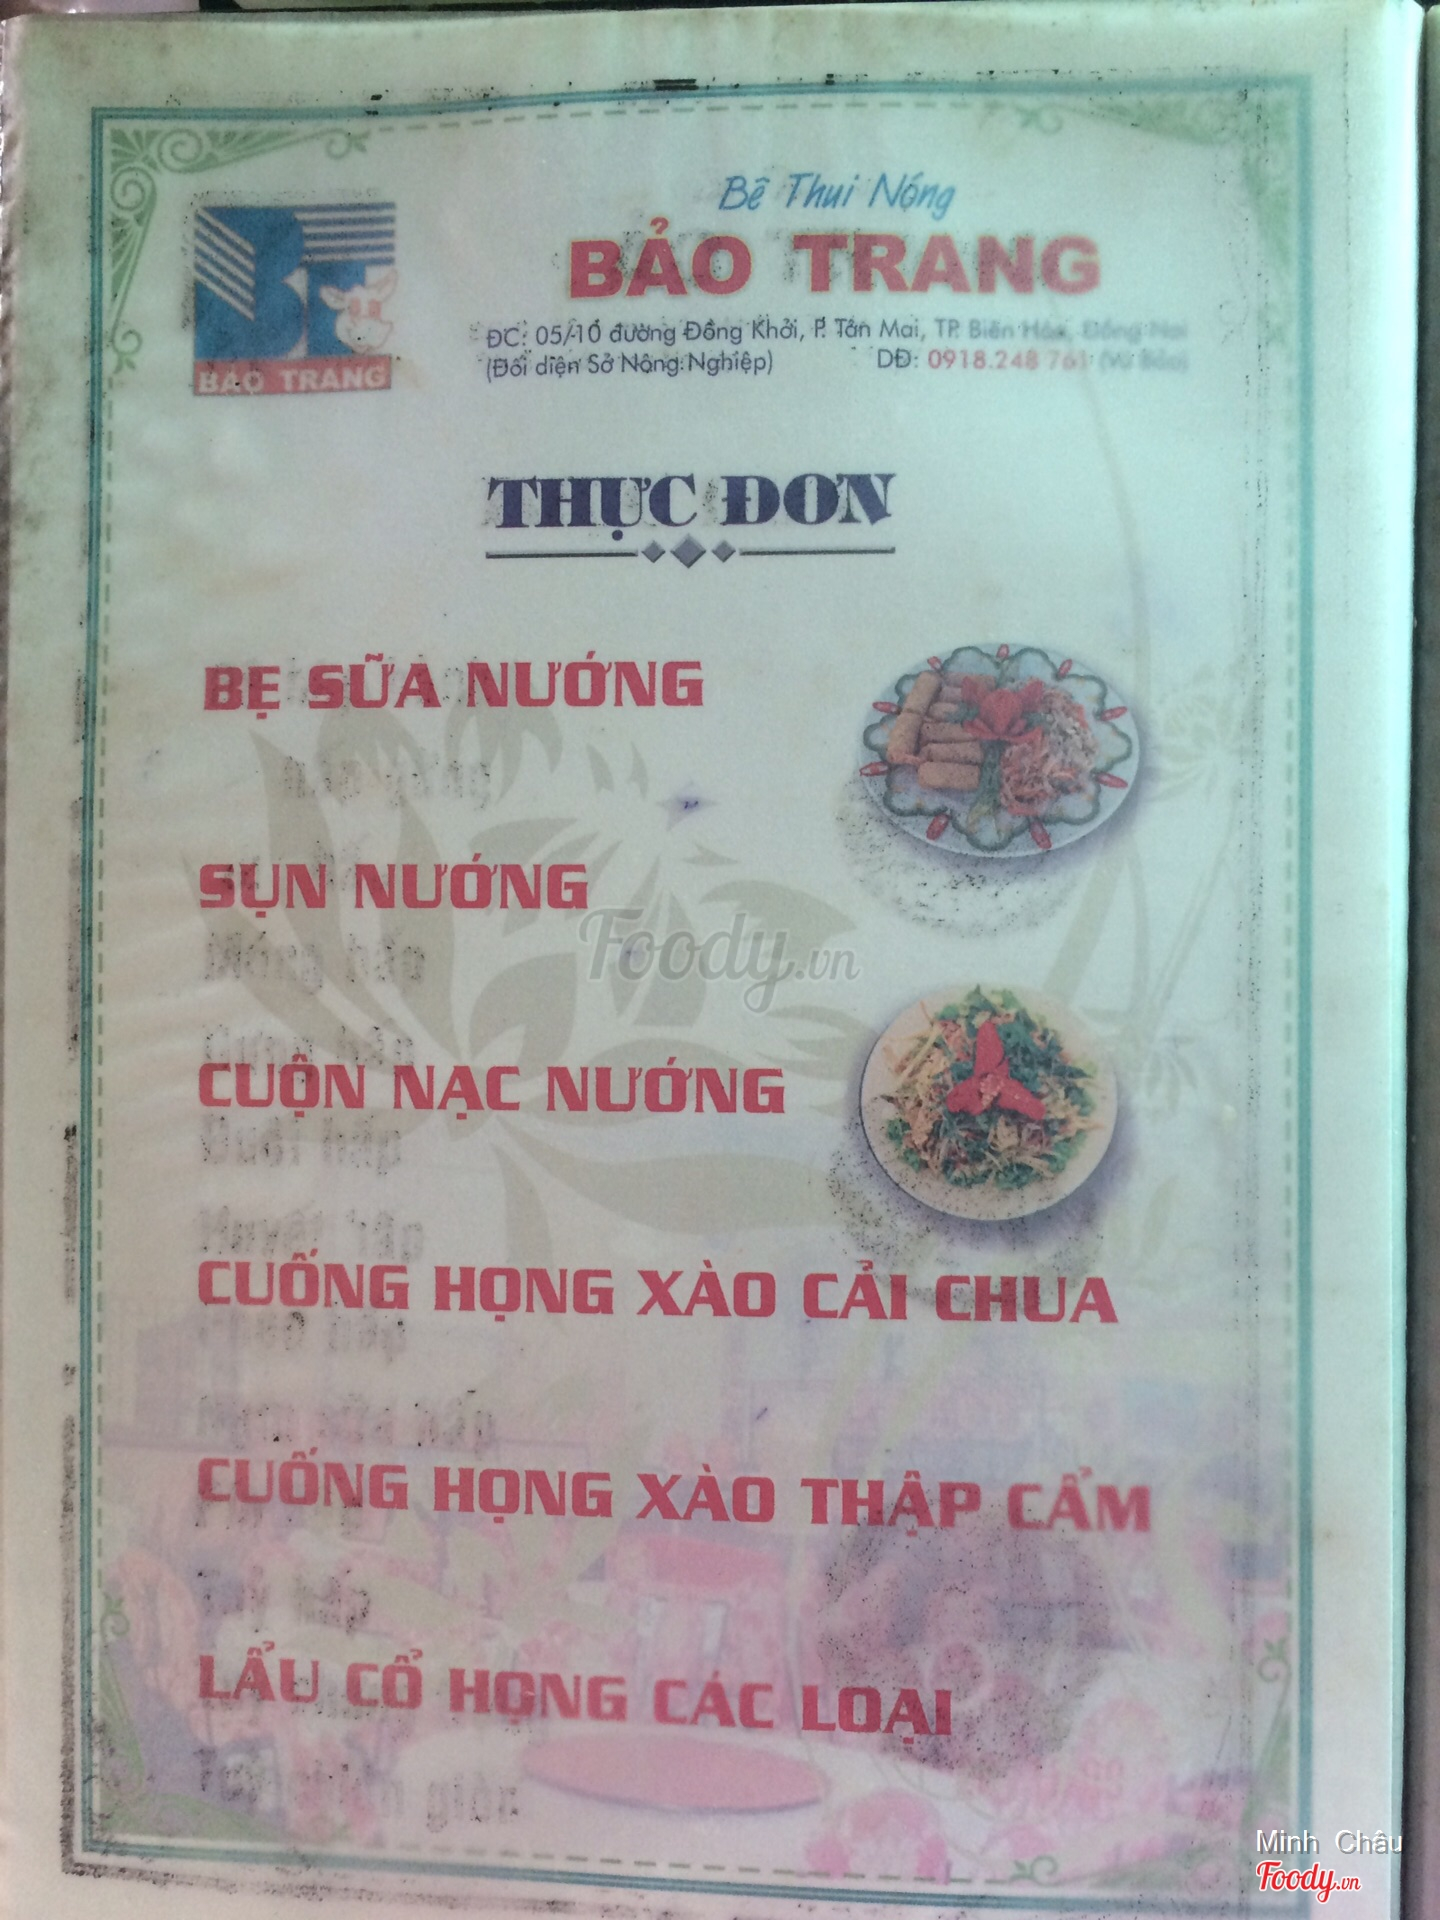 Bê Thui Nóng
BẢO TRANG
BẢO TRANG
ĐC: 05/10 đường Đồng Khởi, P. Tân Mai, TP. Biên Hòa, Đồng Nai
(Đối diện Sở Nông Nghiệp) DĐ: 0918.248 761
THỰC ĐƠN
BẸ SỮA NƯỚNG
SỤN NƯỚNG
Foody.vn
CUỘN NẠC NƯỚNG
CUỐNG HỌNG XÀO CẢI CHUA
CUỐNG HỌNG XÀO THẬP CẨM
LẨU CỔ HỌNG CÁC LOẠI
Minh Châu
Foody.vn